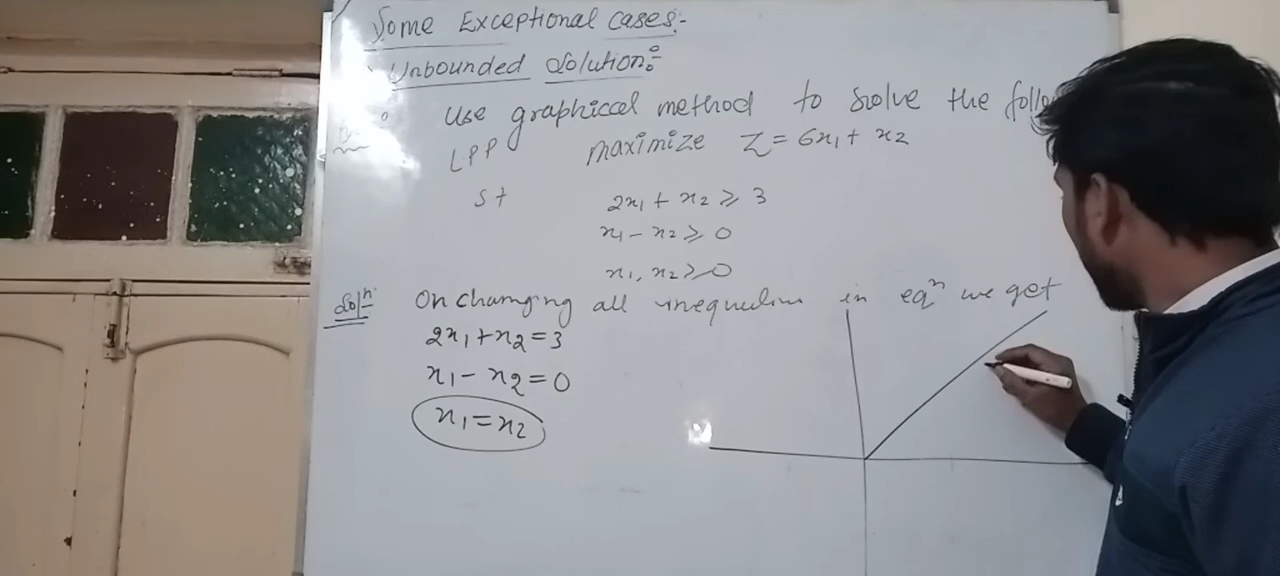 Some Exceptional cases:-
Unbounded Solution:-
Use graphical method to solve the
LPP maximize Z = 6x₁ + x₂
St 2x₁ + x₂ ≥ 3
x₁ - x₂ ≥ 0
x₁, x₂ ≥ 0
Solⁿ. On changing all in eqⁿ we get
2x₁ + x₂ = 3
x₁ - x₂ = 0
x₁ = x₂